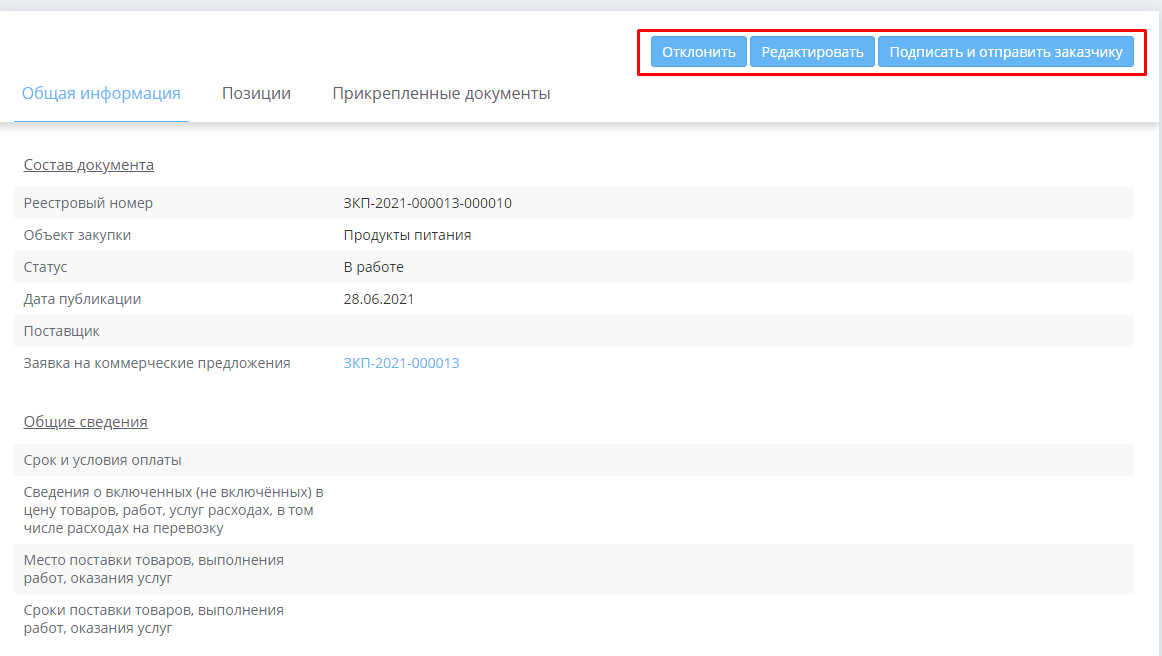 Отклонить Редактировать Подписать и отправить заказчику
Общая информация Позиции Прикрепленные документы
Состав документа
Реестровый номер ЗКП-2021-000013-000010
Объект закупки Продукты питания
Статус В работе
Дата публикации 28.06.2021
Поставщик
Заявка на коммерческие предложения ЗКП-2021-000013
Общие сведения
Срок и условия оплаты
Сведения о включенных (не включённых) в
цену товаров, работ, услуг расходах, в том
числе расходах на перевозку
Место поставки товаров, выполнения
работ, оказания услуг
Сроки поставки товаров, выполнения
работ, оказания услуг